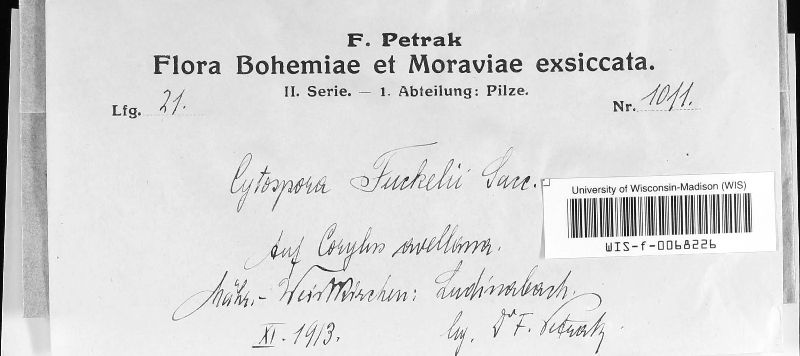 F. Petrak
Flora Bohemiae et Moraviae exsiccata.
II. Serie. — 1. Abteilung: Pilze.
Lfg. 21.
Nr. 1011.
Cytospora Fuckelii Sacc.
University of Wisconsin-Madison (WIS)
WIS-f-0068226
Auf Corylus avellana.
Mähr.-Weisskirchen: Ludinabach.
XI. 1913.
lg. Dr F. Petrak.